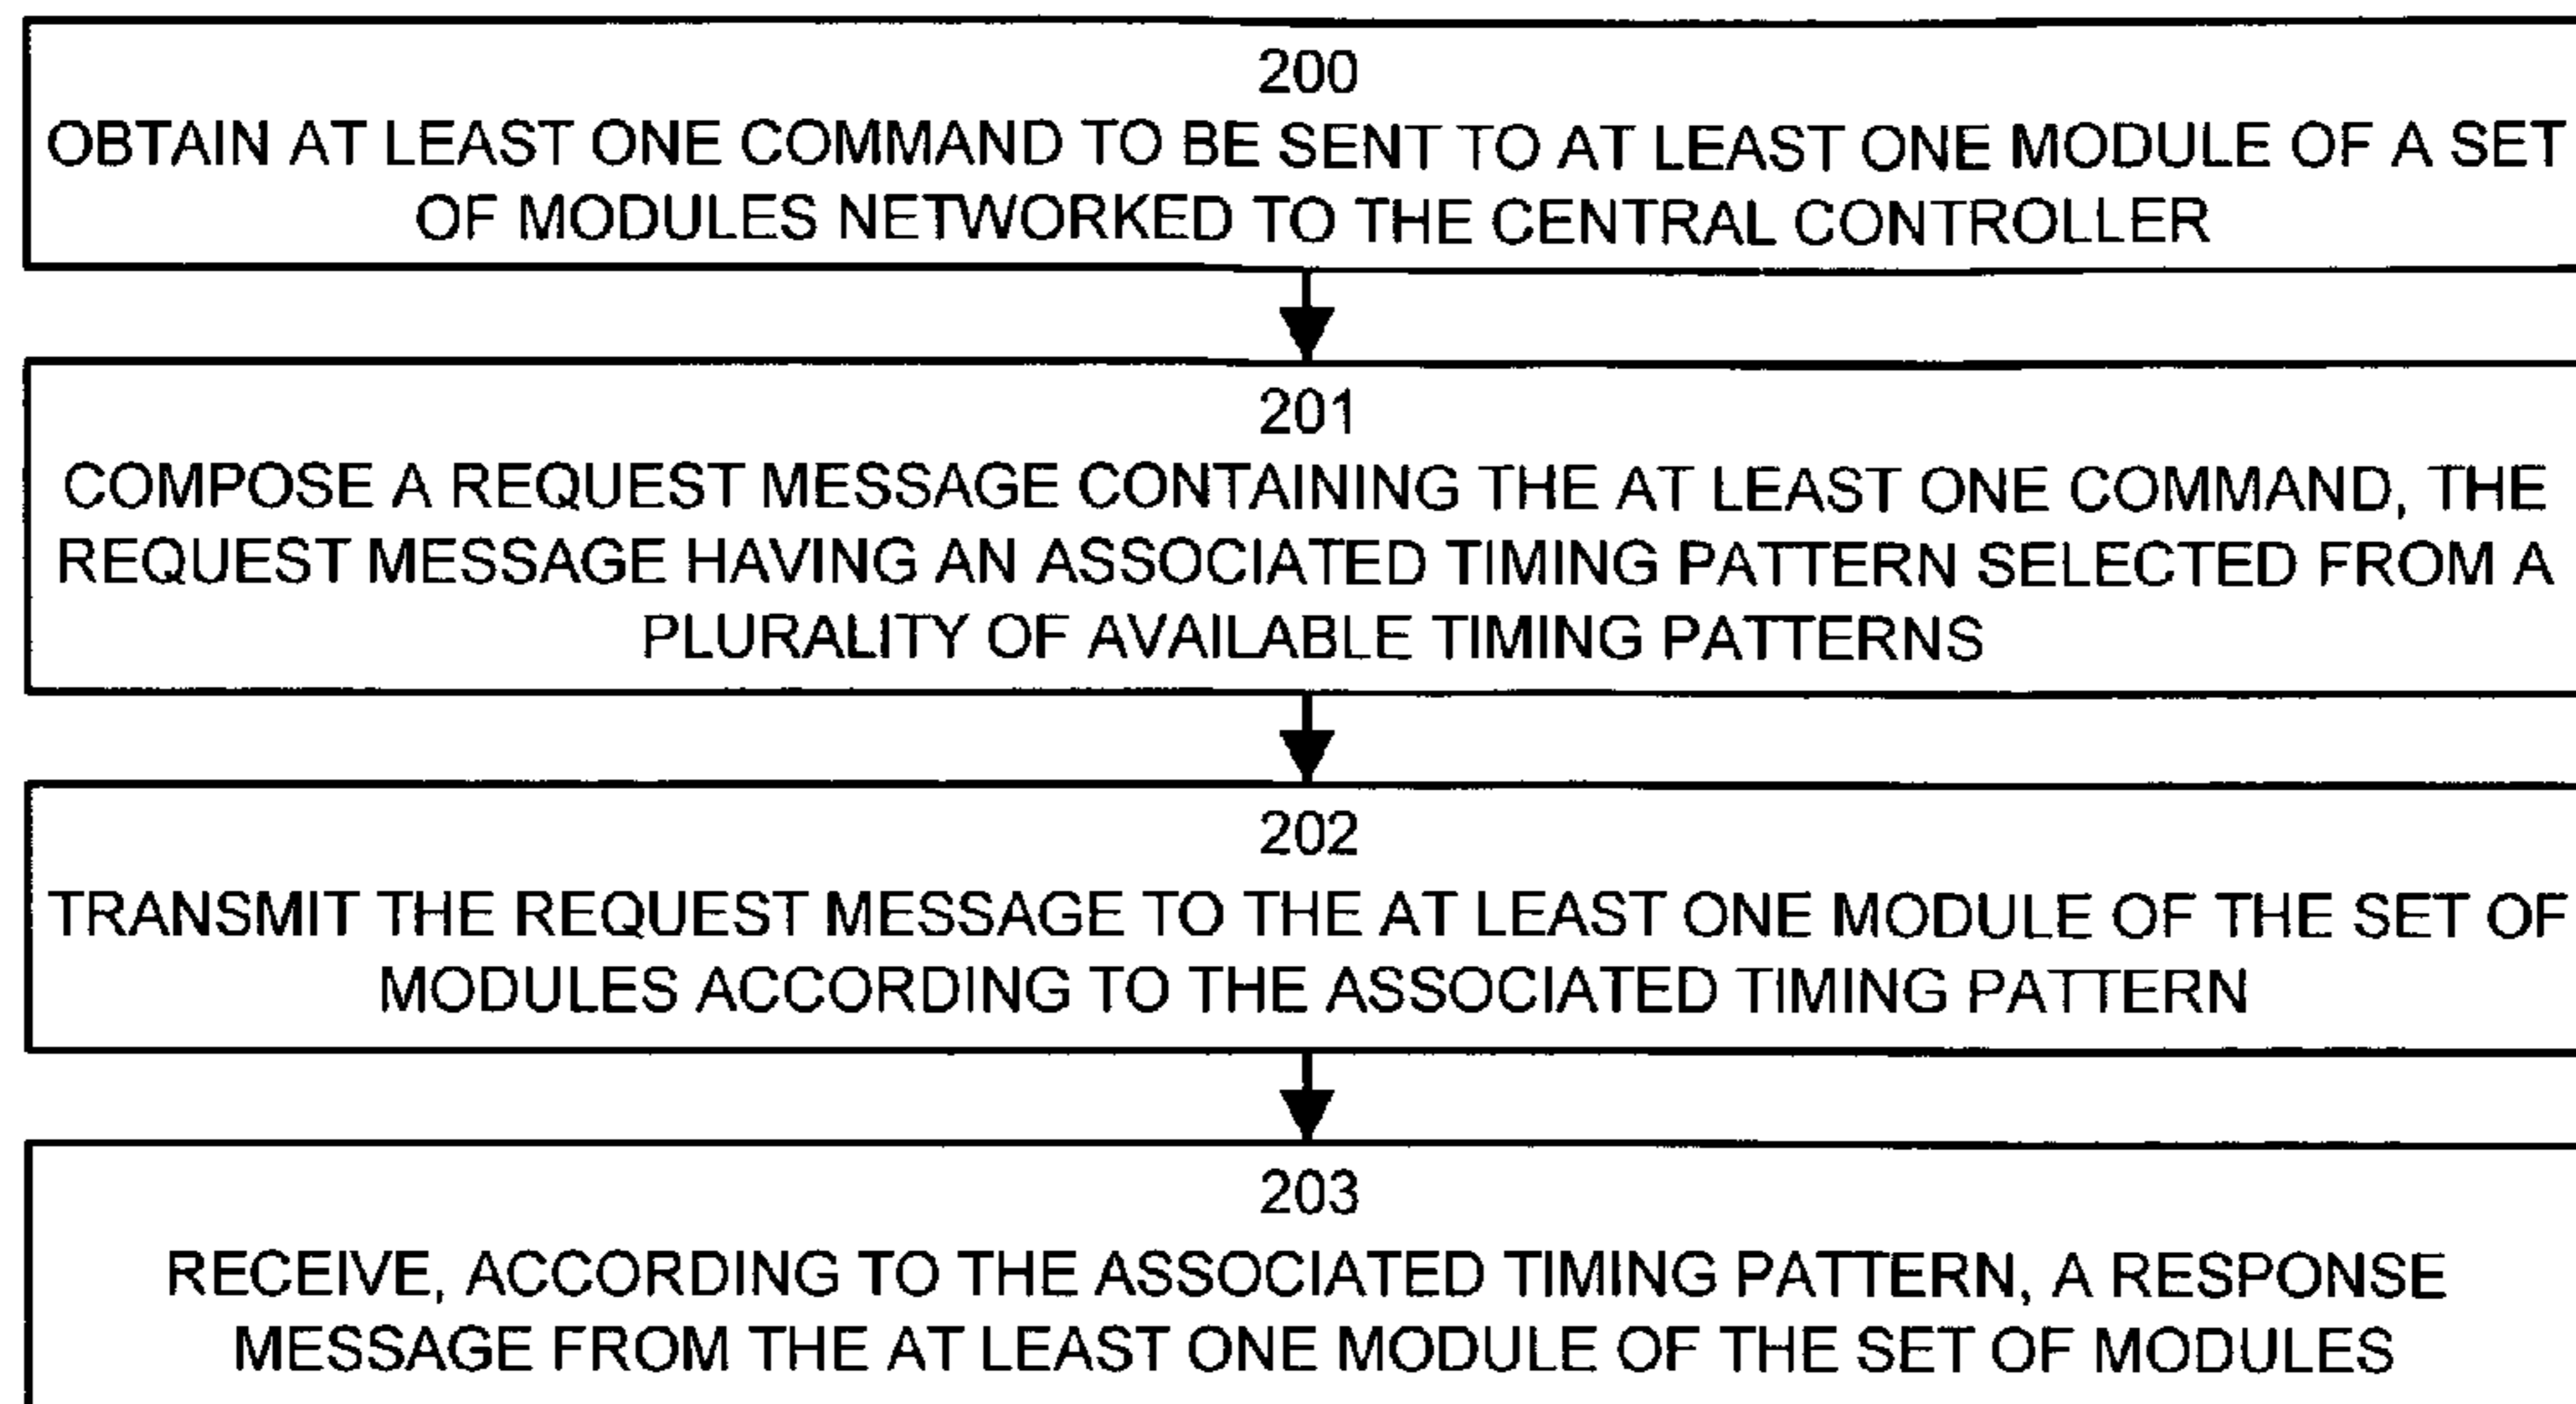 200
OBTAIN AT LEAST ONE COMMAND TO BE SENT TO AT LEAST ONE MODULE OF A SET
OF MODULES NETWORKED TO THE CENTRAL CONTROLLER
201
COMPOSE A REQUEST MESSAGE CONTAINING THE AT LEAST ONE COMMAND, THE
REQUEST MESSAGE HAVING AN ASSOCIATED TIMING PATTERN SELECTED FROM A
PLURALITY OF AVAILABLE TIMING PATTERNS
202
TRANSMIT THE REQUEST MESSAGE TO THE AT LEAST ONE MODULE OF THE SET OF
MODULES ACCORDING TO THE ASSOCIATED TIMING PATTERN
203
RECEIVE, ACCORDING TO THE ASSOCIATED TIMING PATTERN, A RESPONSE
MESSAGE FROM THE AT LEAST ONE MODULE OF THE SET OF MODULES